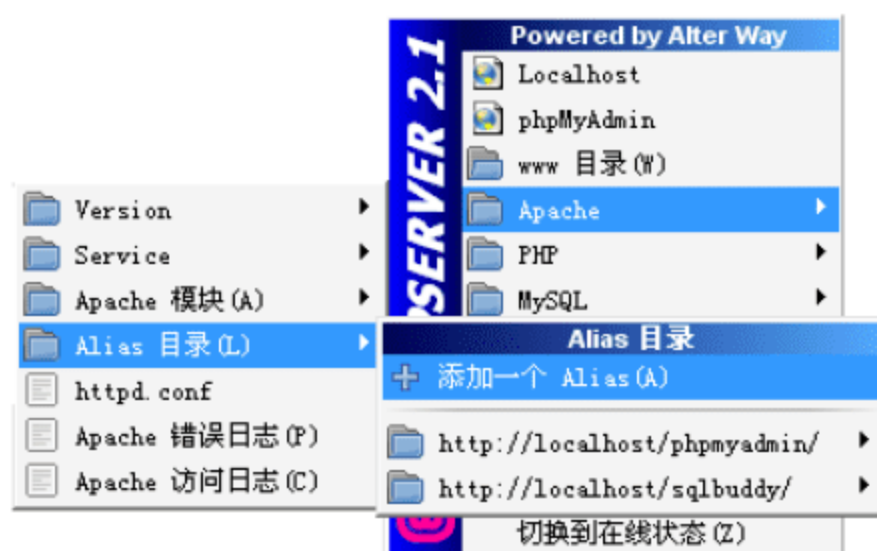 Powered by Alter Way
Localhost
phpMyAdmin
www 目录(W)
Apache
PHP
MySQL
SERVER 2.1
Version
Service
Apache 模块(A)
Alias 目录(L)
httpd.conf
Apache 错误日志(P)
Apache 访问日志(C)
Alias 目录
添加一个 Alias(A)
http://localhost/phpmyadmin/
http://localhost/sqlbuddy/
切换到在线状态(Z)